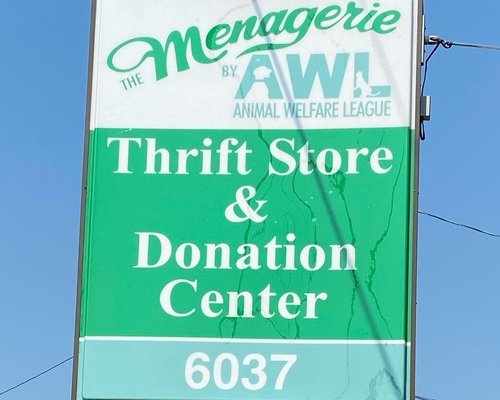 THE Menagerie
BY AWL
ANIMAL WELFARE LEAGUE
Thrift Store
&
Donation
Center
6037